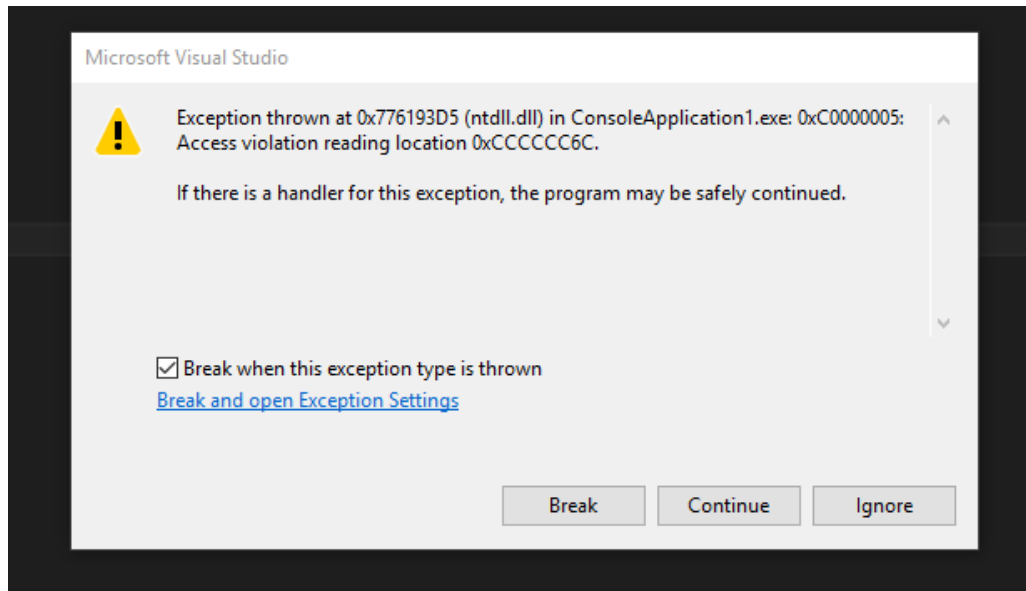 Microsoft Visual Studio
Exception thrown at 0x776193D5 (ntdll.dll) in ConsoleApplication1.exe: 0xC0000005:
Access violation reading location 0xCCCCCC6C.
If there is a handler for this exception, the program may be safely continued.
Break when this exception type is thrown
Break and open Exception Settings
Break Continue Ignore